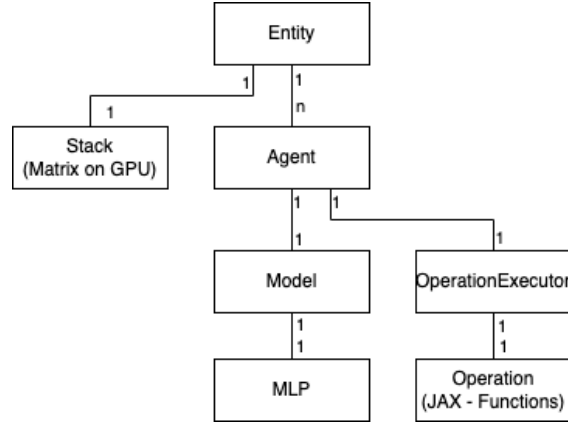 Entity
1 1
1 n
Stack
(Matrix on GPU)
Agent
1 1
1 1
Model
OperationExecutor
1 1
1 1
MLP
Operation
(JAX - Functions)